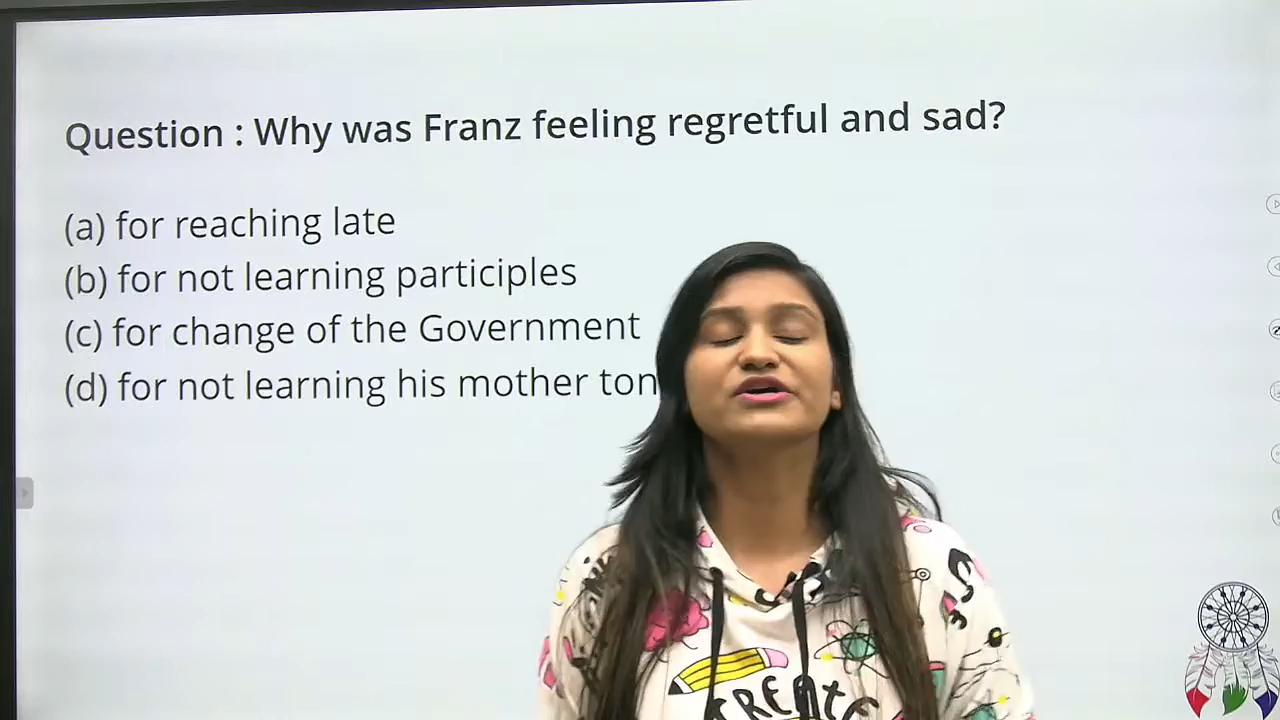 Question : Why was Franz feeling regretful and sad?
(a) for reaching late
(b) for not learning participles
(c) for change of the Government
(d) for not learning his mother ton
CREATE